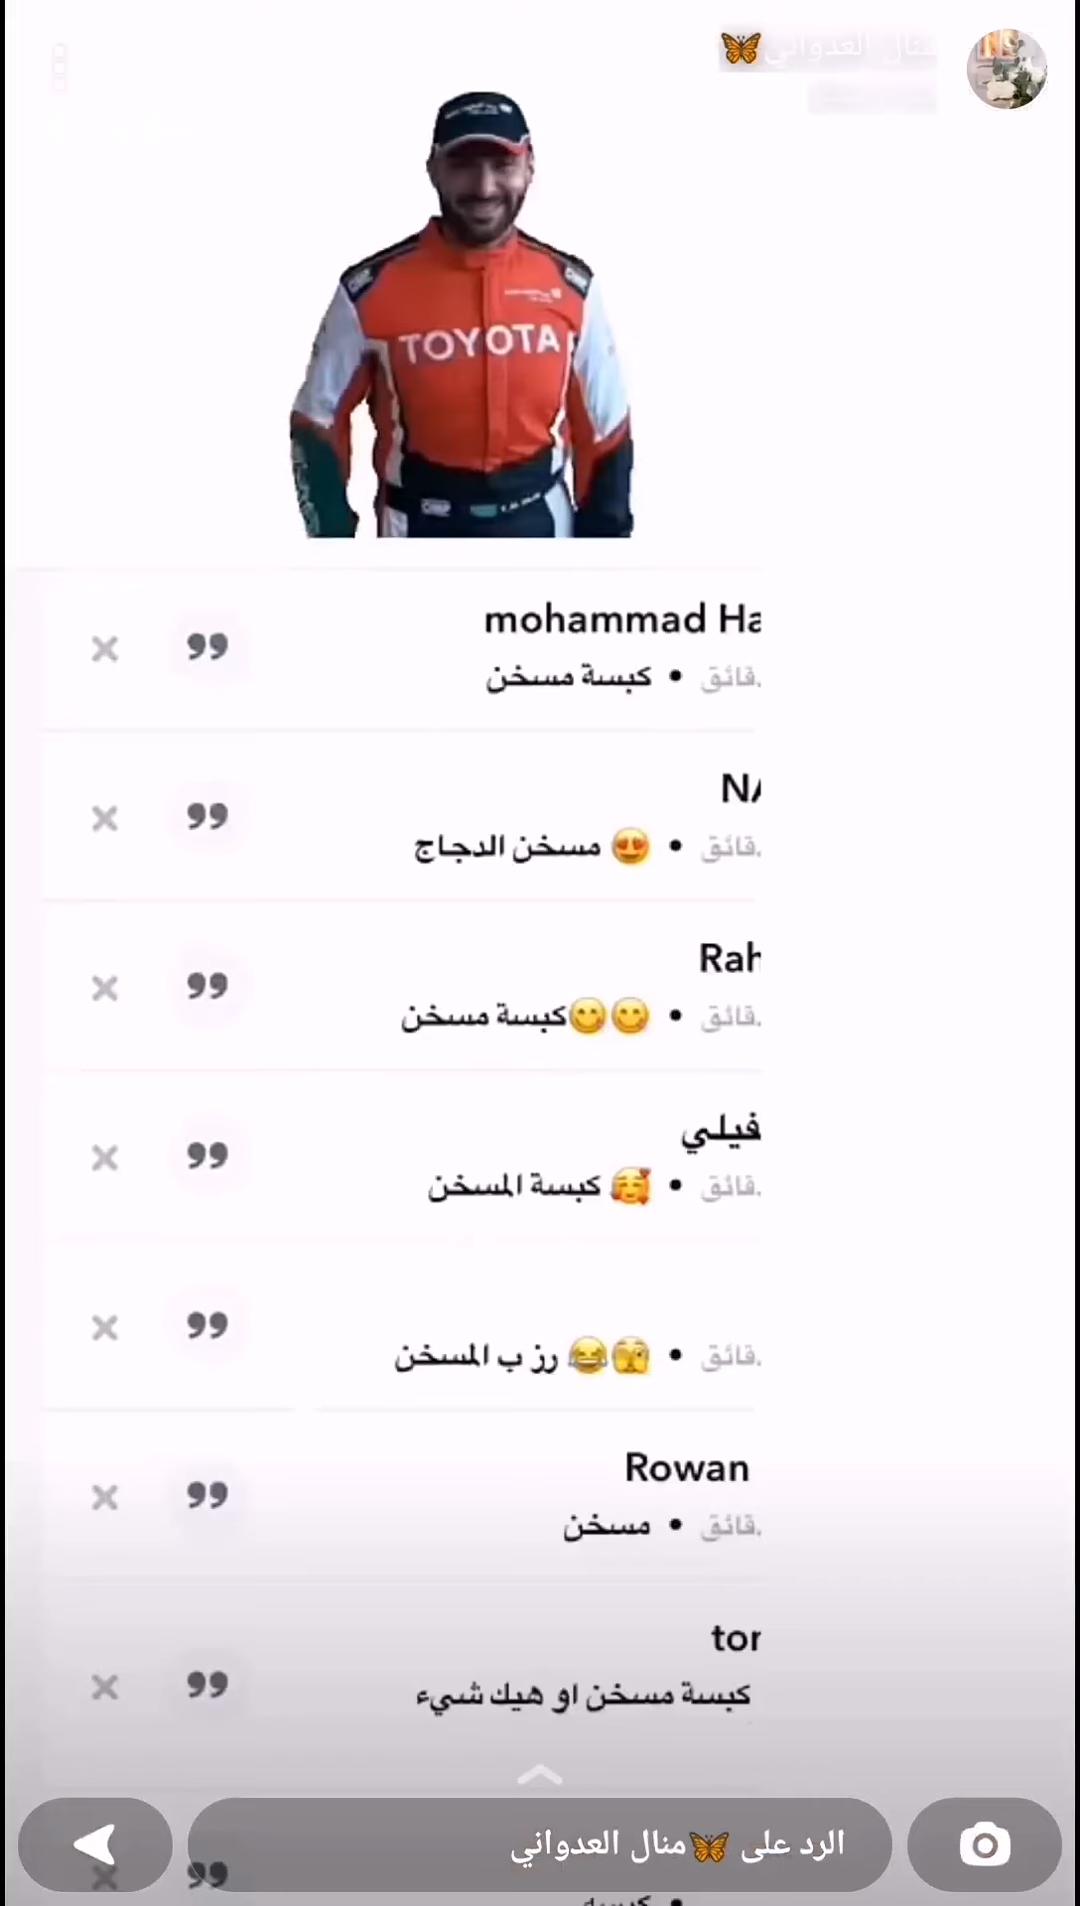 🦋منال العدواني
TOYOTA
mohammad Ha
قائق. • كبسة مسخن
NA
قائق. • 😍 مسخن الدجاج
Rah
قائق. • 😋😋كبسة مسخن
فيلي
قائق. • 🥰 كبسة المسخن
قائق. • 🫣😂 رز ب المسخن
Rowan
قائق. • مسخن
tor
كبسة مسخن او هيك شيء
الرد على 🦋منال العدواني